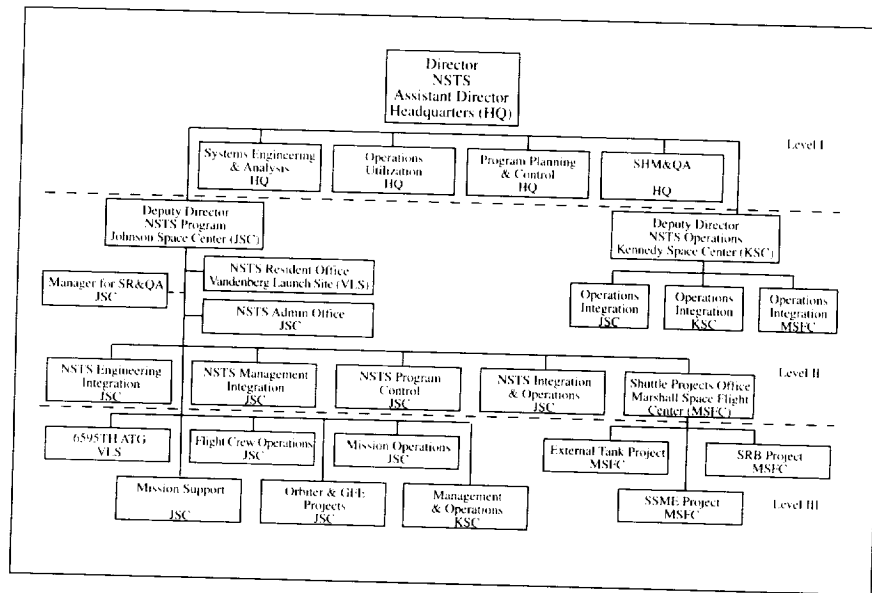 Director
NSTS
Assistant Director
Headquarters (HQ)
Level I
Systems Engineering
& Analysis
HQ
Operations
Utilization
HQ
Program Planning
& Control
HQ
SHM&QA
HQ
Deputy Director
NSTS Program
Johnson Space Center (JSC)
Deputy Director
NSTS Operations
Kennedy Space Center (KSC)
NSTS Resident Office
Vandenberg Launch Site (VLS)
Manager for SR&QA
JSC
NSTS Admin Office
JSC
Operations
Integration
JSC
Operations
Integration
KSC
Operations
Integration
MSFC
Level II
NSTS Engineering
Integration
JSC
NSTS Management
Integration
JSC
NSTS Program
Control
JSC
NSTS Integration
& Operations
JSC
Shuttle Projects Office
Marshall Space Flight
Center (MSFC)
6595TH ATG
VLS
Flight Crew Operations
JSC
Mission Operations
JSC
External Tank Project
MSFC
SRB Project
MSFC
Mission Support
JSC
Orbiter & GFE
Projects
JSC
Management
& Operations
KSC
SSME Project
MSFC
Level III